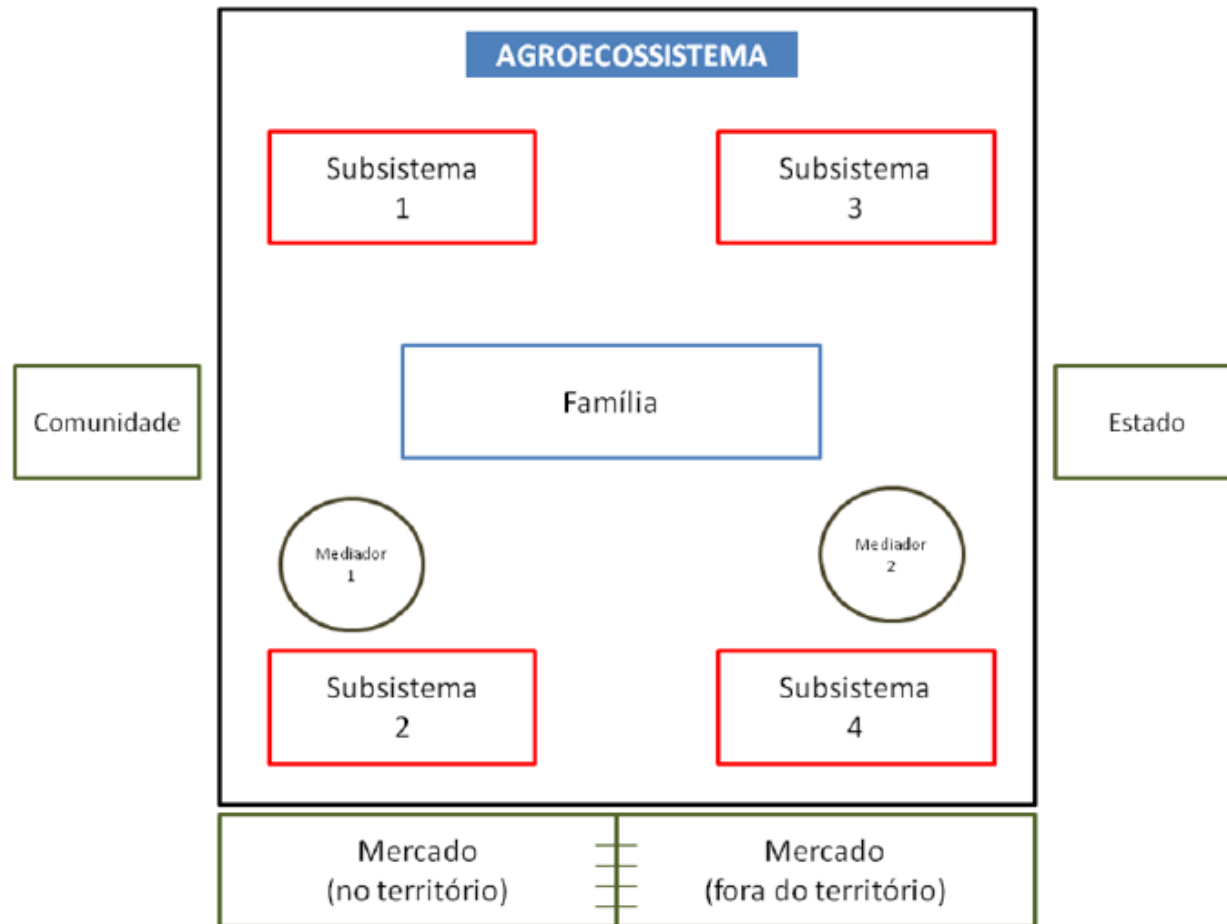 AGROECOSSISTEMA
Subsistema
1
Subsistema
3
Família
Comunidade
Estado
Mediador
1
Mediador
2
Subsistema
2
Subsistema
4
Mercado
(no território)
Mercado
(fora do território)